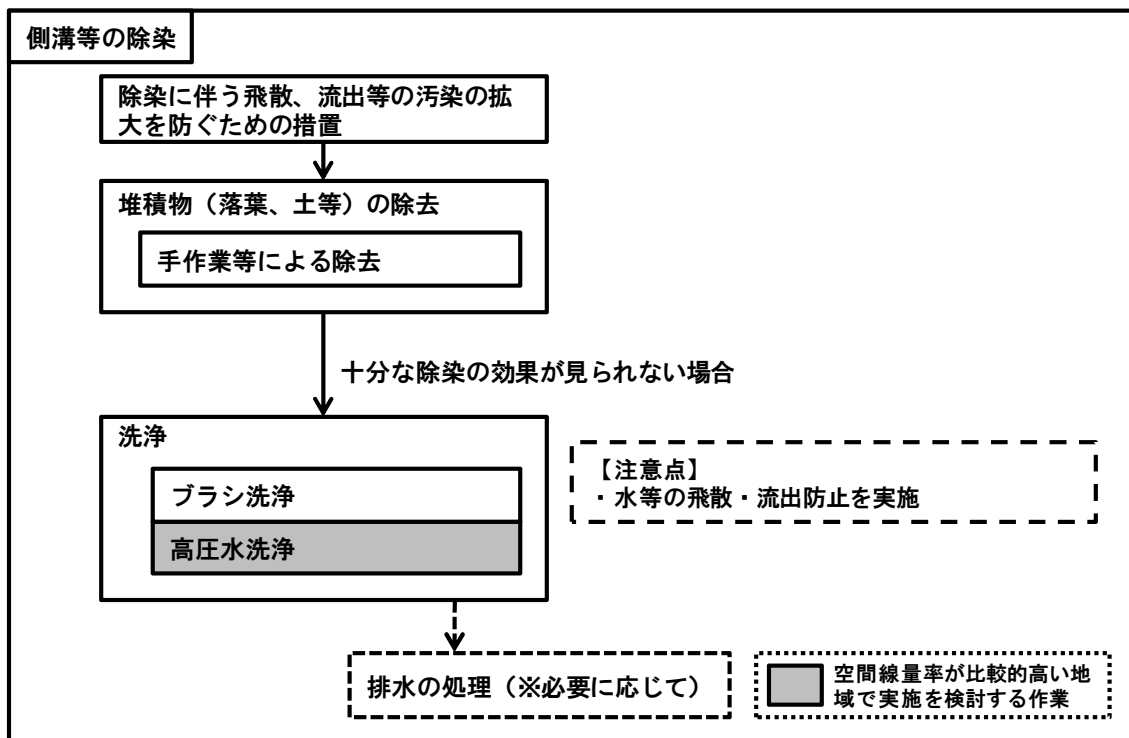 側溝等の除染
除染に伴う飛散、流出等の汚染の拡
大を防ぐための措置
堆積物（落葉、土等）の除去
手作業等による除去
十分な除染の効果が見られない場合
洗浄
ブラシ洗浄
高圧水洗浄
【注意点】
・水等の飛散・流出防止を実施
排水の処理（※必要に応じて）
空間線量率が比較的高い地
域で実施を検討する作業